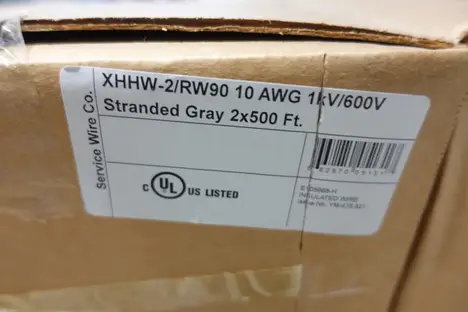 Service Wire Co.
XHHW-2/RW90 10 AWG 1kV/600V
Stranded Gray 2x500 Ft.
C UL US LISTED
INSULATED WIRE